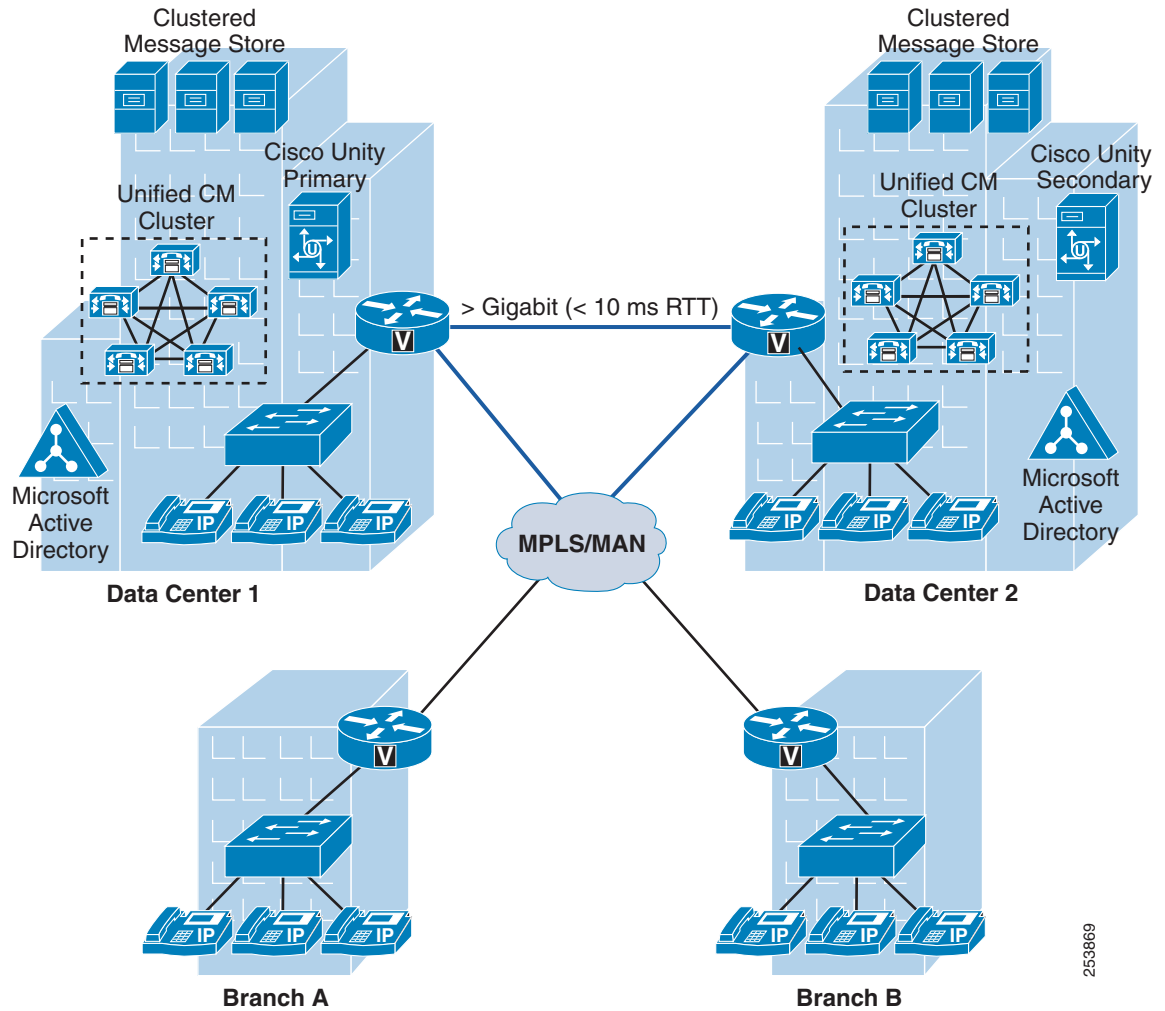 Clustered
Message Store
Cisco Unity
Primary
Unified CM
Cluster
U
Clustered
Message Store
Cisco Unity
Secondary
Unified CM
Cluster
U
> Gigabit (< 10 ms RTT)
V
V
Microsoft
Active
Directory
IP
IP
IP
Data Center 1
MPLS/MAN
IP
IP
IP
Microsoft
Active
Directory
Data Center 2
V
IP
IP
IP
Branch A
V
IP
IP
IP
Branch B
253869